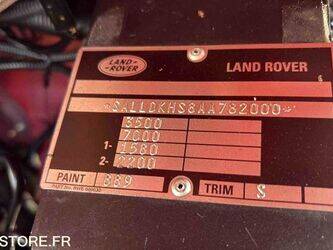 LAND ROVER
LAND ROVER
*SALLDKHS8AA782000*
3500
7000
1- 1580
2- 2200
PAINT 889 TRIM S
STORE.FR